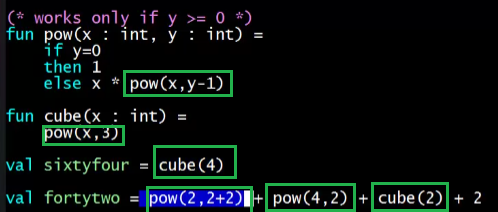 (* works only if y >= 0 *)
fun pow(x : int, y : int) =
if y=0
then 1
else x * pow(x,y-1)
fun cube(x : int) =
pow(x,3)
val sixtyfour = cube(4)
val fortytwo = pow(2,2+2) + pow(4,2) + cube(2) + 2